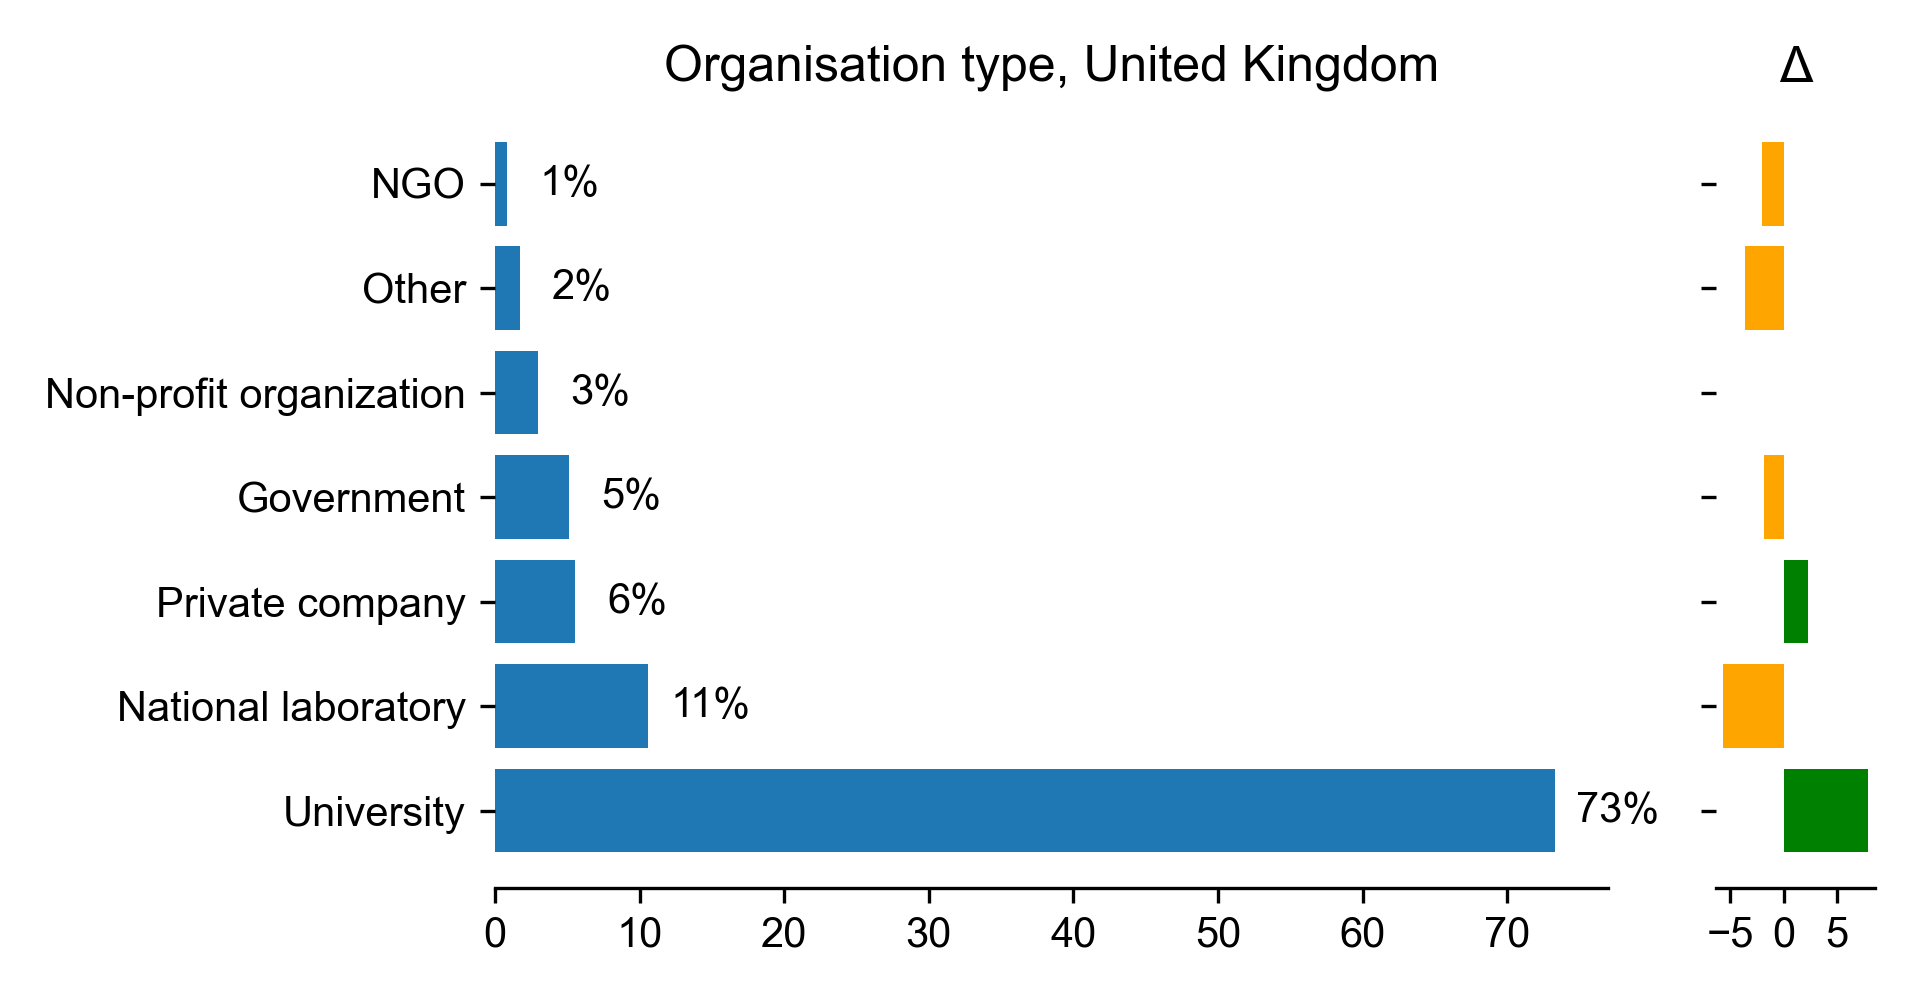 Organisation type, United Kingdom
Δ
NGO
1%
Other
2%
Non-profit organization
3%
Government
5%
Private company
6%
National laboratory
11%
University
73%
0 10 20 30 40 50 60 70
−5 0 5